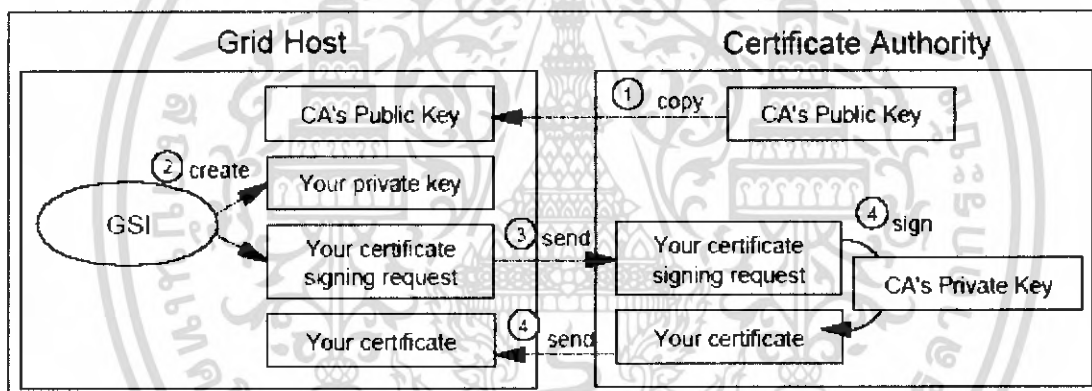 Grid Host
Certificate Authority
CA's Public Key
1 copy
CA's Public Key
2 create
Your private key
GSI
Your certificate
signing request
3 send
Your certificate
signing request
4 sign
CA's Private Key
Your certificate
4 send
Your certificate